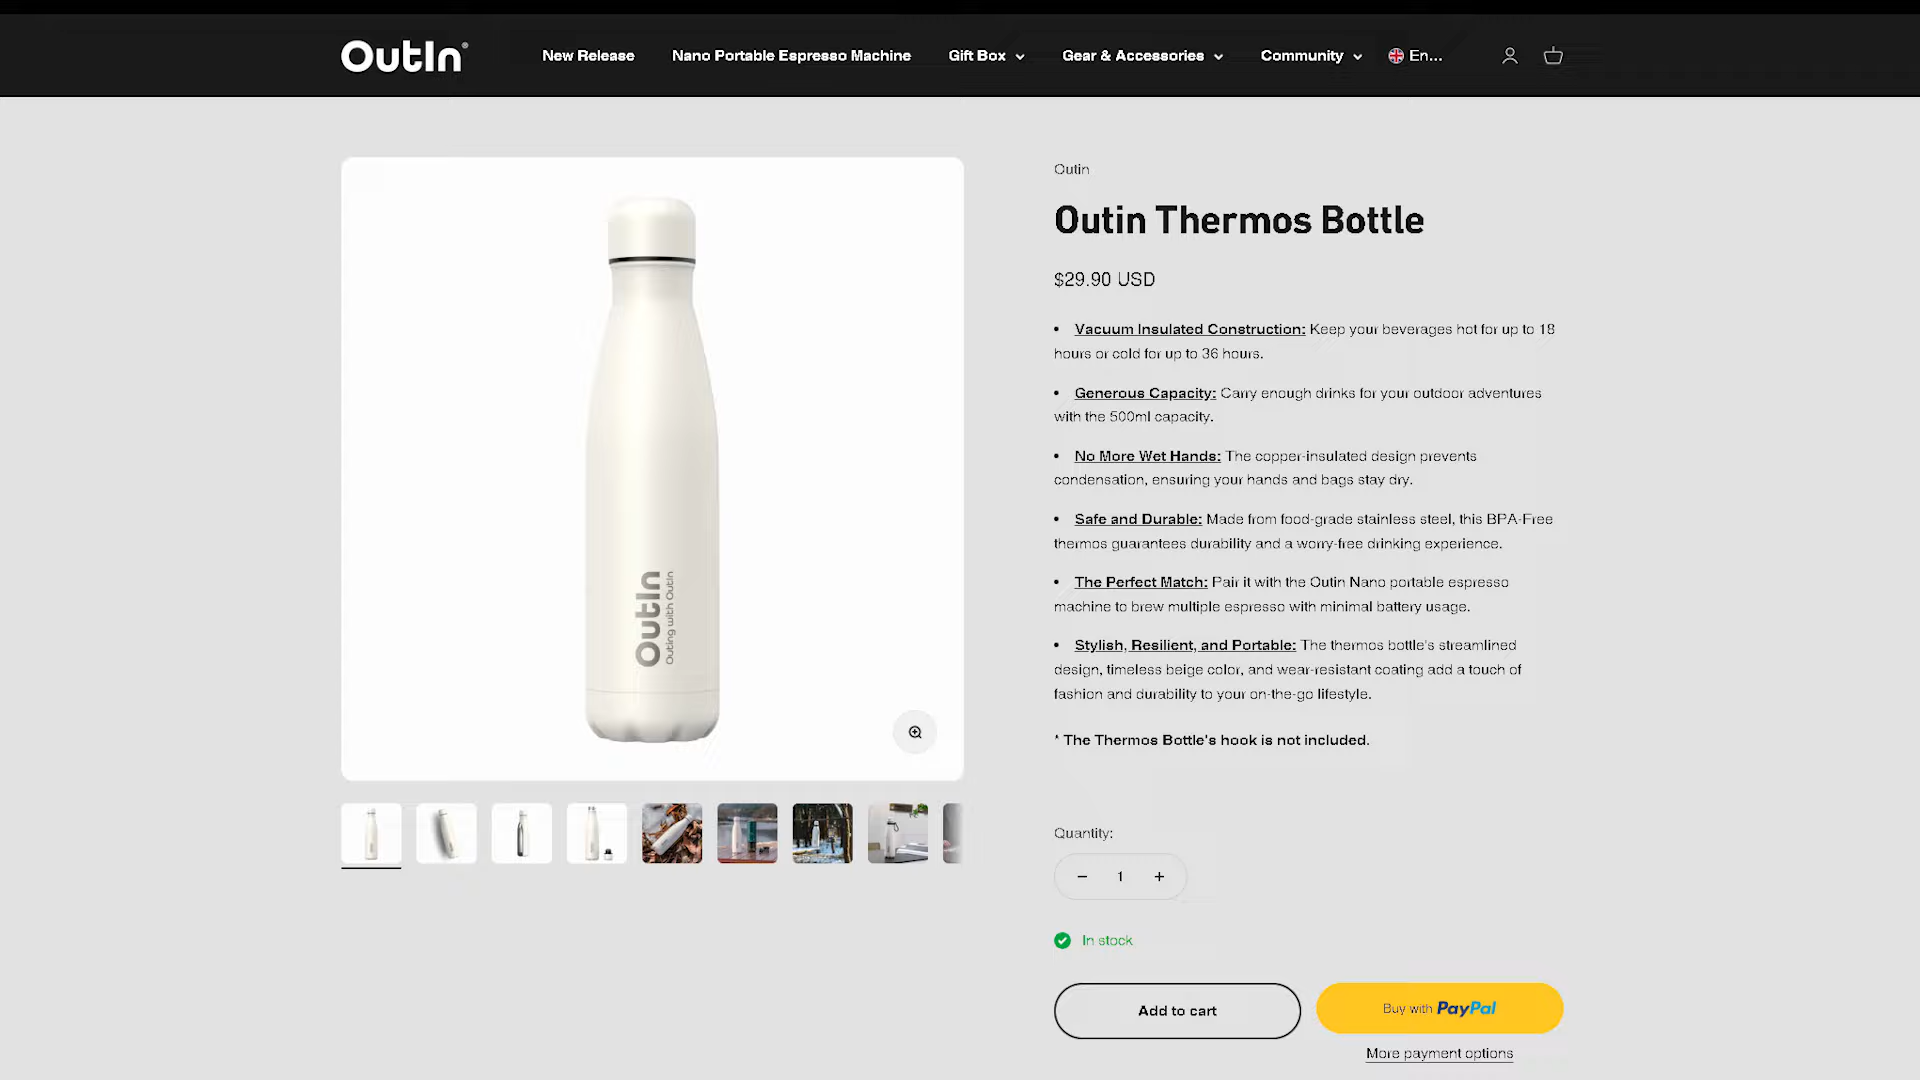 OutIn®
New Release
Nano Portable Espresso Machine
Gift Box
Gear & Accessories
Community
En...
OutIn
Outing with OutIn
Outin
Outin Thermos Bottle
$29.90 USD
• Vacuum Insulated Construction: Keep your beverages hot for up to 18
hours or cold for up to 36 hours.
• Generous Capacity: Carry enough drinks for your outdoor adventures
with the 500ml capacity.
• No More Wet Hands: The copper-insulated design prevents
condensation, ensuring your hands and bags stay dry.
• Safe and Durable: Made from food-grade stainless steel, this BPA-Free
thermos guarantees durability and a worry-free drinking experience.
• The Perfect Match: Pair it with the Outin Nano portable espresso
machine to brew multiple espresso with minimal battery usage.
• Stylish, Resilient, and Portable: The thermos bottle's streamlined
design, timeless beige color, and wear-resistant coating add a touch of
fashion and durability to your on-the-go lifestyle.
* The Thermos Bottle's hook is not included.
Quantity:
− 1 +
In stock
Add to cart
Buy with PayPal
More payment options